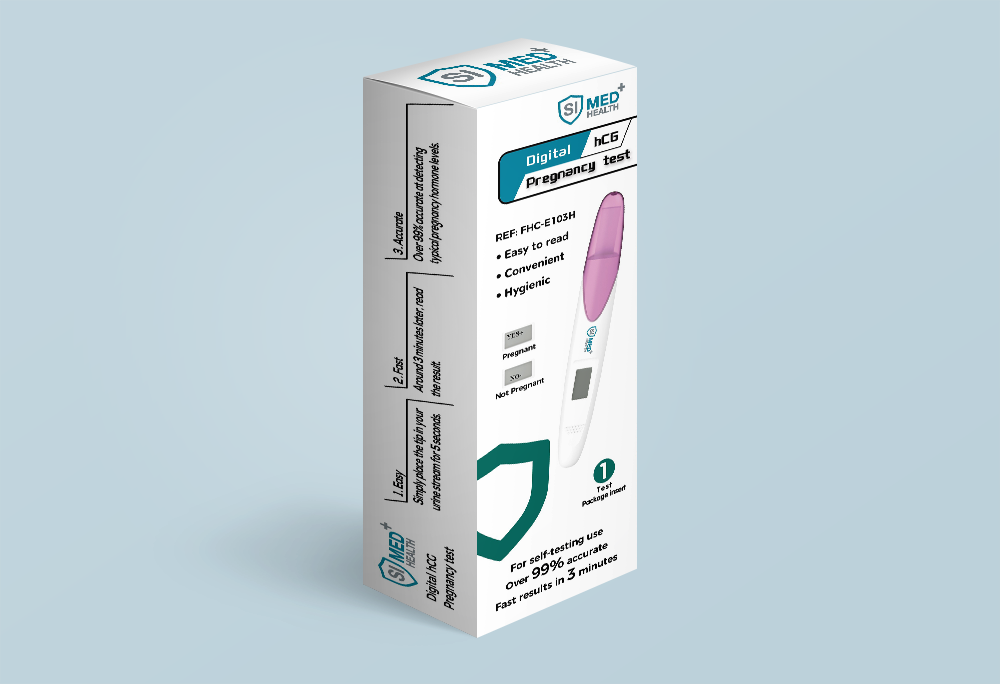 SI MED+
HEALTH
SI MED+
HEALTH
Digital hCG
Pregnancy test
REF: FHC-E103H
• Easy to read
• Convenient
• Hygienic
YES+
Pregnant
NO-
Not Pregnant
SI MED+
HEALTH
1
Test
Package insert
For self-testing use
Over 99% accurate
Fast results in 3 minutes
3. Accurate
Over 99% accurate at detecting
typical pregnancy hormone levels.
2. Fast
Around 3 minutes later, read
the result.
1. Easy
Simply place the tip in your
urine stream for 5 seconds.
SI MED+
HEALTH
Digital hCG
Pregnancy test